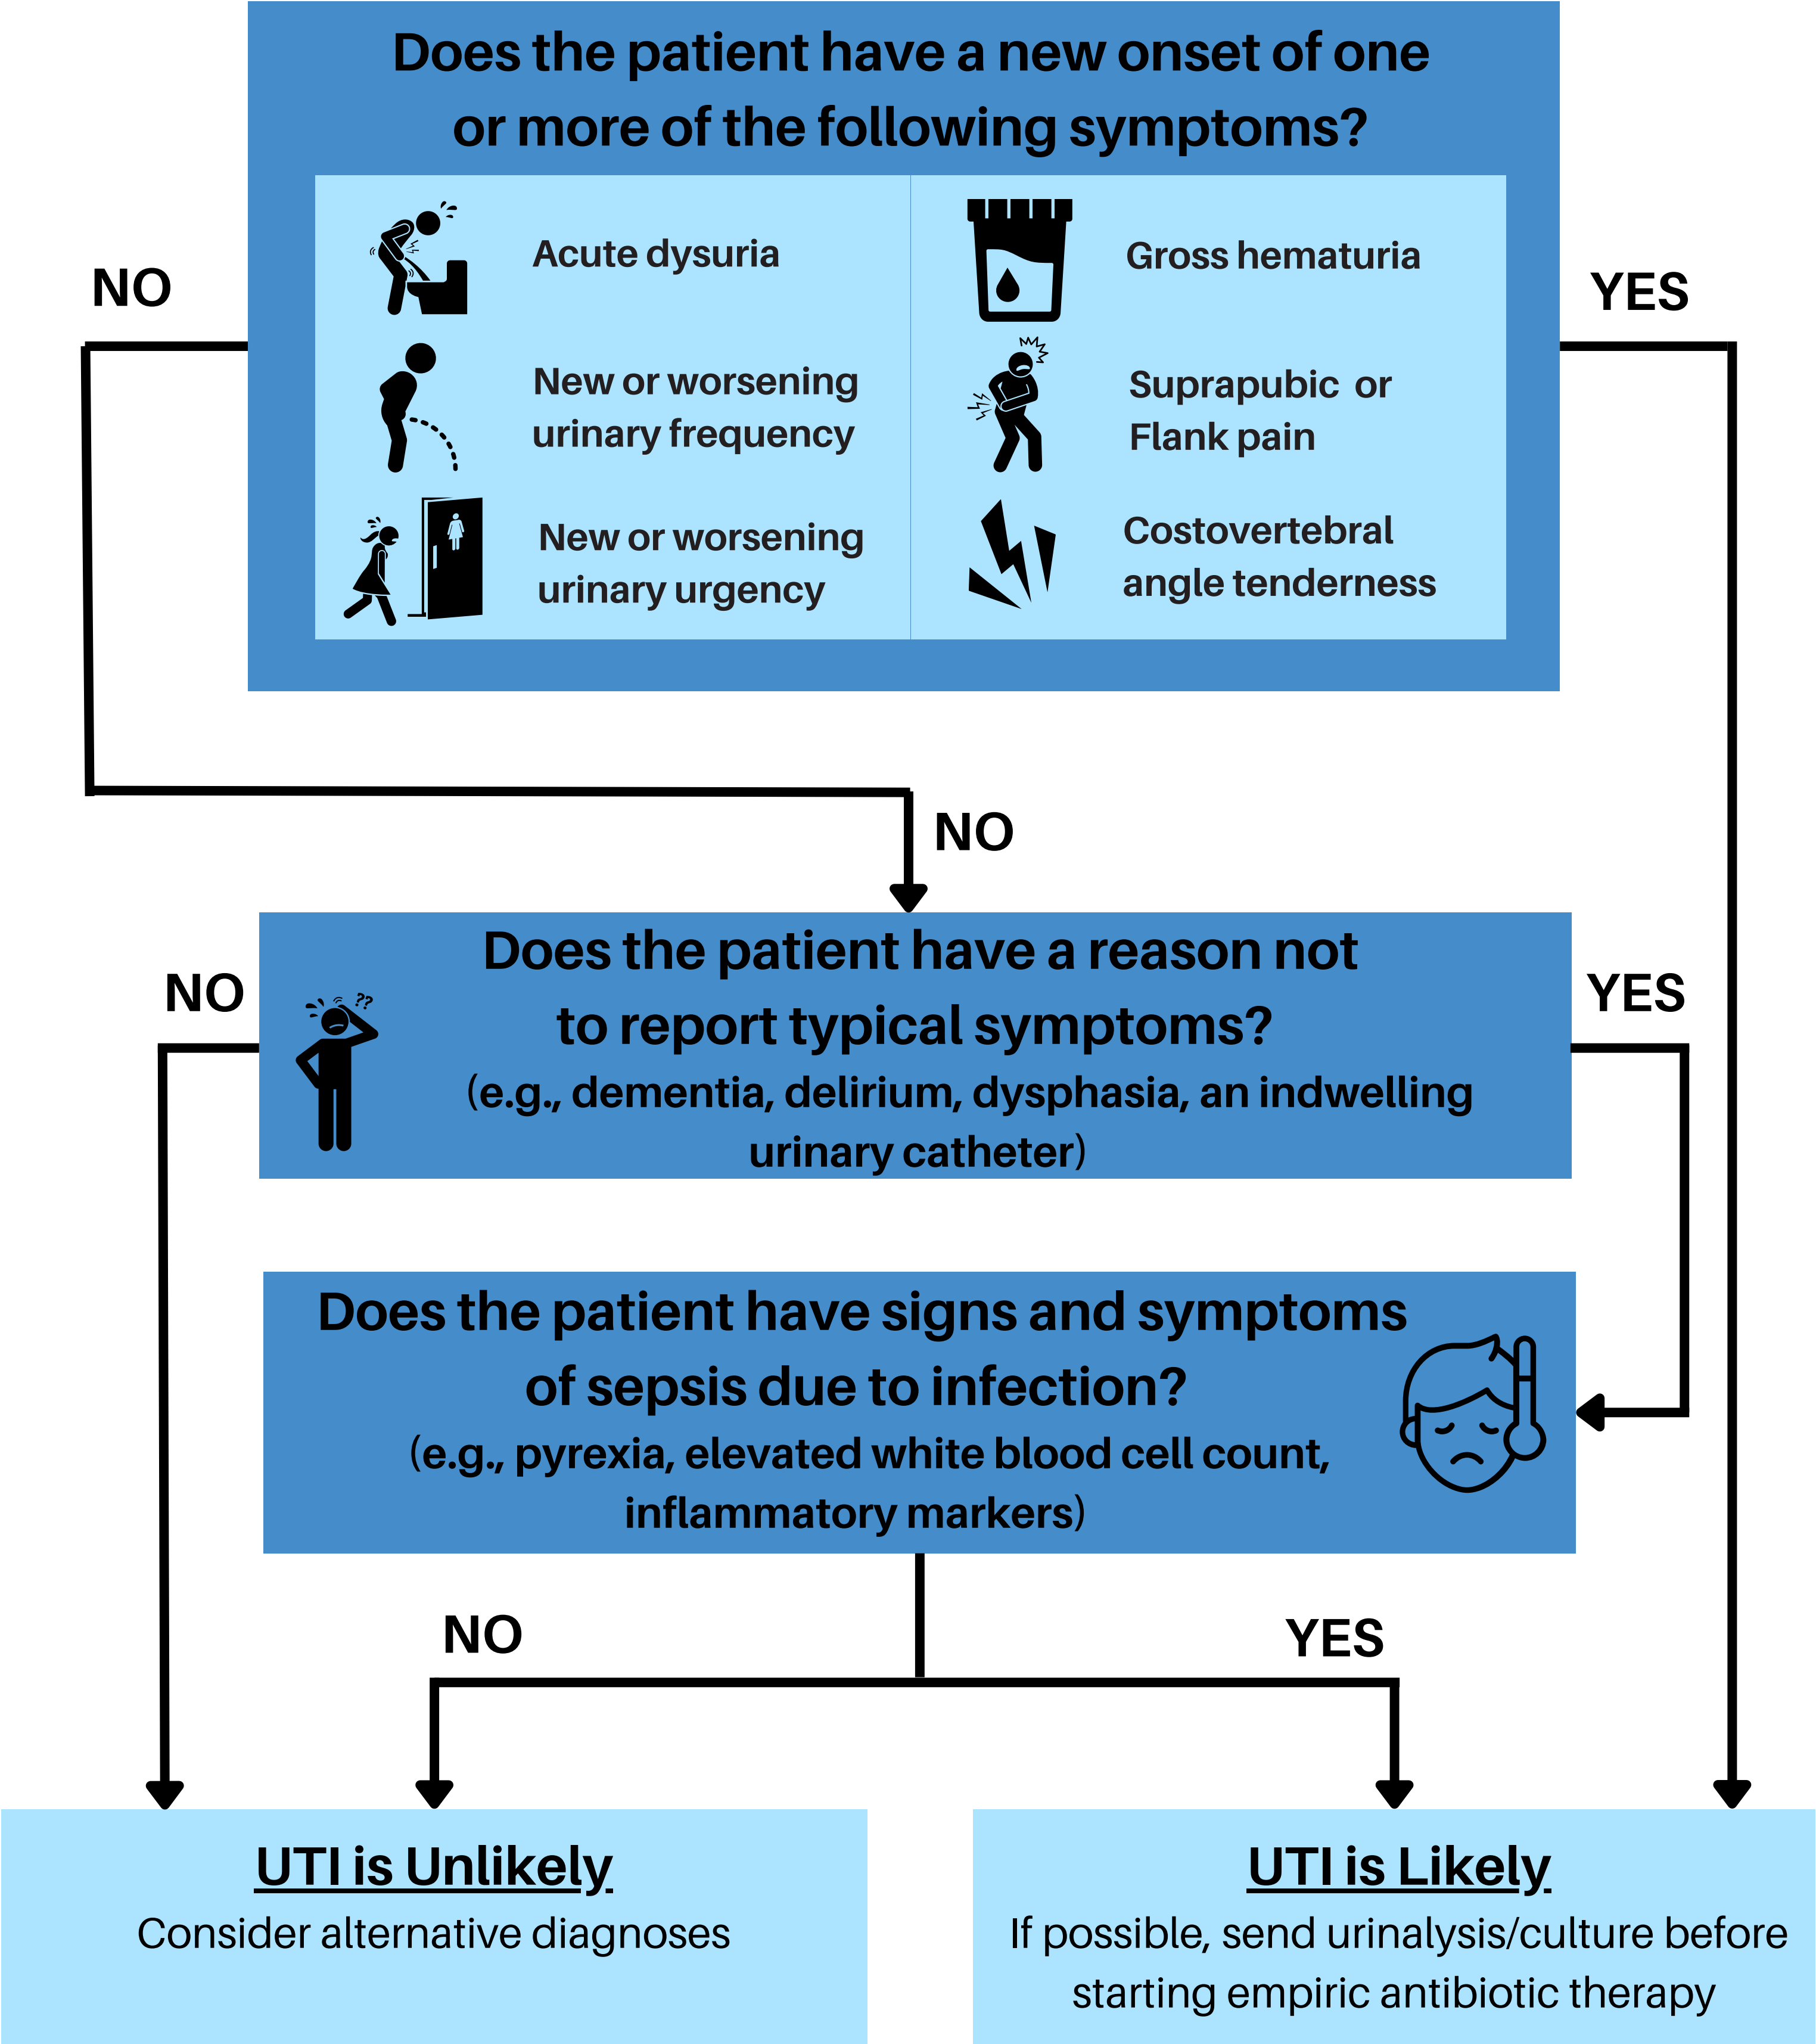 Does the patient have a new onset of one
or more of the following symptoms?
NO
YES
Acute dysuria
Gross hematuria
New or worsening
urinary frequency
Suprapubic or
Flank pain
New or worsening
urinary urgency
Costovertebral
angle tenderness
NO
Does the patient have a reason not
to report typical symptoms?
(e.g., dementia, delirium, dysphasia, an indwelling
urinary catheter)
NO
YES
??
Does the patient have signs and symptoms
of sepsis due to infection?
(e.g., pyrexia, elevated white blood cell count,
inflammatory markers)
NO
YES
UTI is Unlikely
Consider alternative diagnoses
UTI is Likely
If possible, send urinalysis/culture before
starting empiric antibiotic therapy